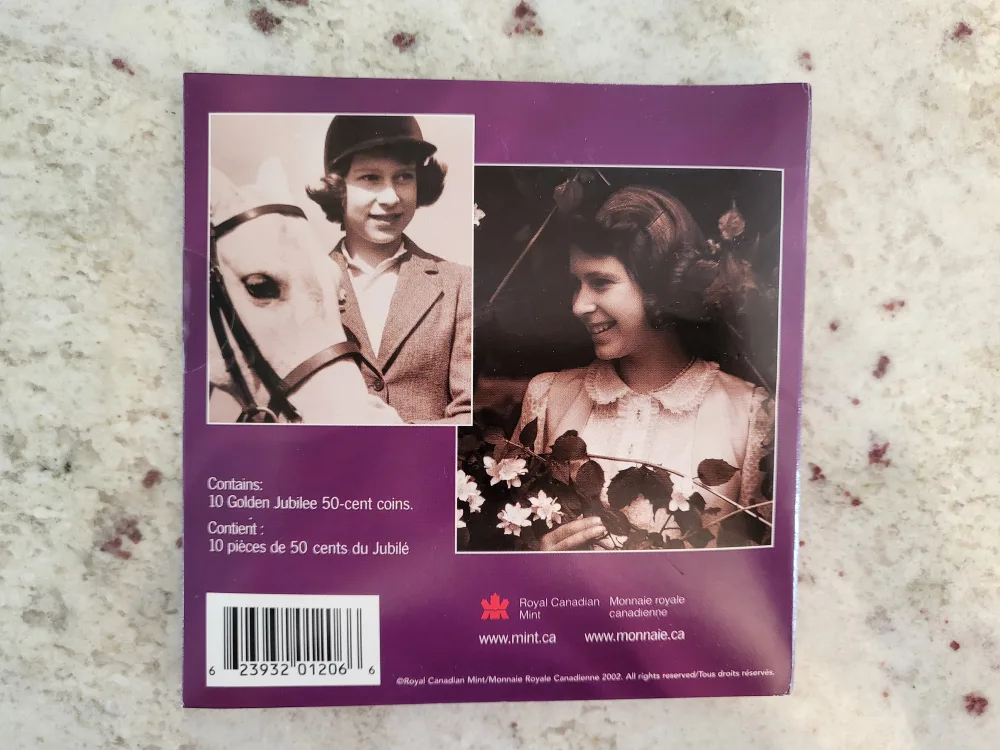 Contains:
10 Golden Jubilee 50-cent coins.
Contient :
10 pièces de 50 cents du Jubilé
Royal Canadian Mint
Monnaie royale canadienne
www.mint.ca
www.monnaie.ca
6 23932 01206 6
©Royal Canadian Mint/Monnaie Royale Canadienne 2002. All rights reserved/Tous droits réservés.